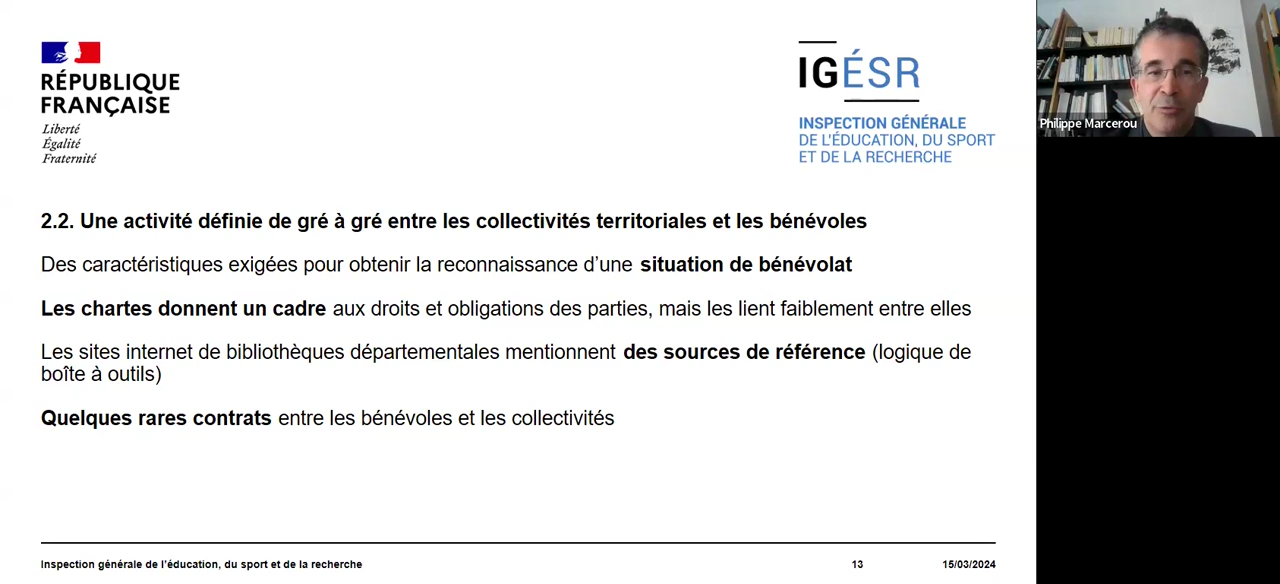 RÉPUBLIQUE
FRANÇAISE
Liberté
Égalité
Fraternité
IGÉSR
INSPECTION GÉNÉRALE
DE L'ÉDUCATION, DU SPORT
ET DE LA RECHERCHE
Philippe Marcerou
2.2. Une activité définie de gré à gré entre les collectivités territoriales et les bénévoles
Des caractéristiques exigées pour obtenir la reconnaissance d’une situation de bénévolat
Les chartes donnent un cadre aux droits et obligations des parties, mais les lient faiblement entre elles
Les sites internet de bibliothèques départementales mentionnent des sources de référence (logique de
boîte à outils)
Quelques rares contrats entre les bénévoles et les collectivités
Inspection générale de l’éducation, du sport et de la recherche
13
15/03/2024